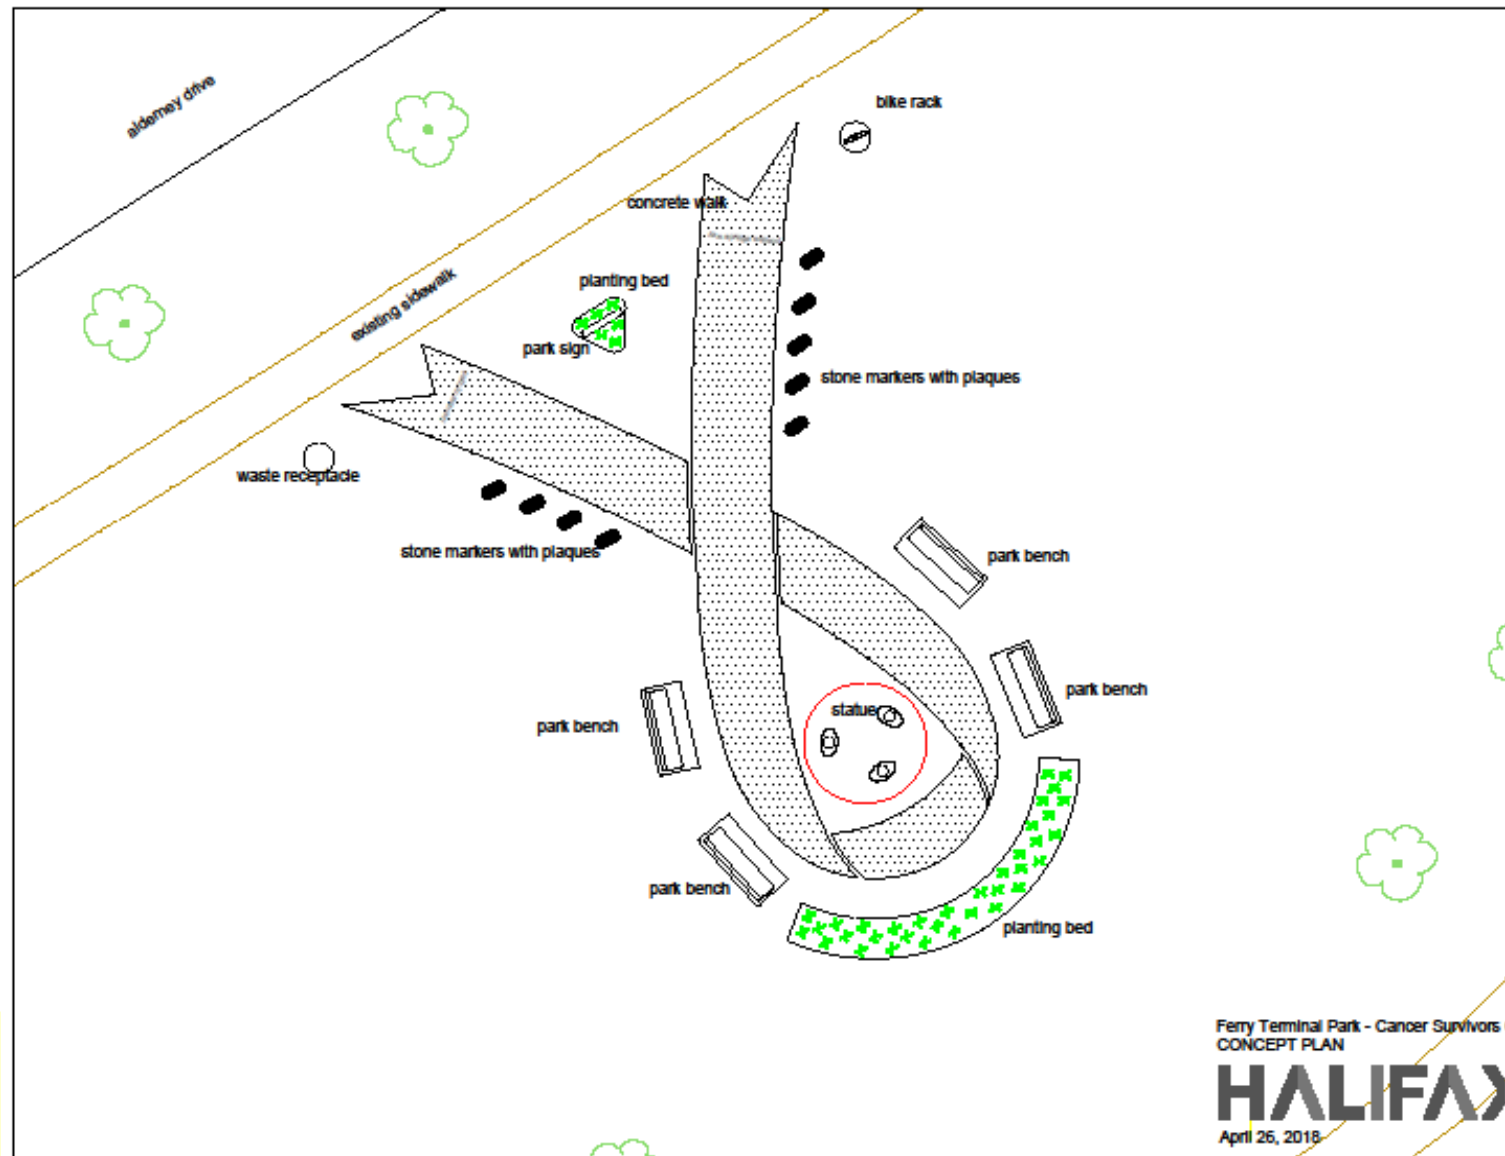 alderney drive
bike rack
concrete walk
planting bed
existing sidewalk
park sign
stone markers with plaques
waste receptacle
stone markers with plaques
park bench
park bench
statue
park bench
park bench
planting bed
Ferry Terminal Park - Cancer Survivors
CONCEPT PLAN
HALIFAX
April 26, 2018